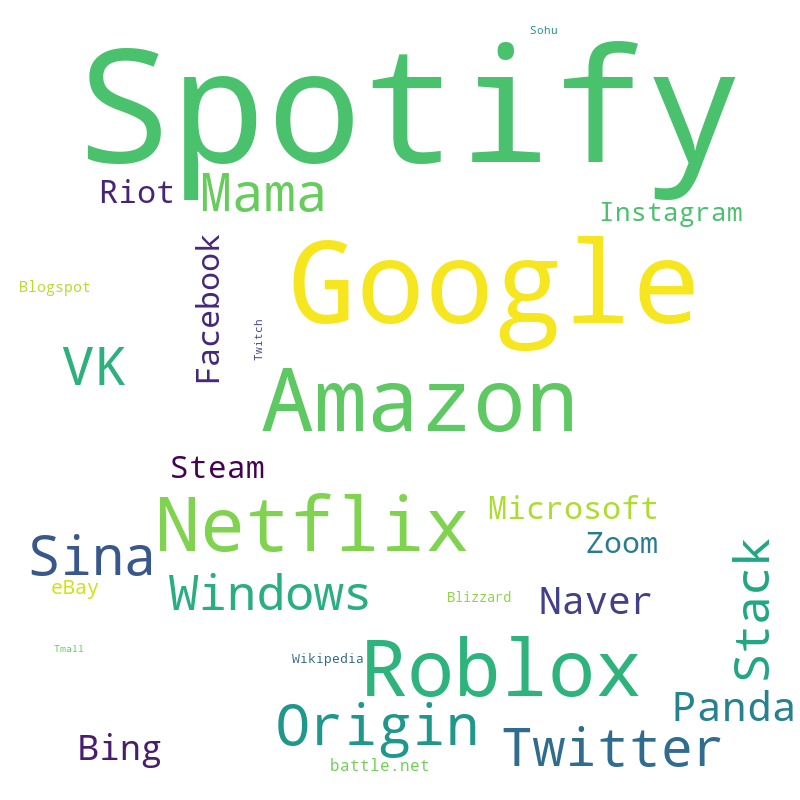 Sohu
Spotify
Riot
Mama
Instagram
Google
Facebook
Blogspot
Twitch
VK
Amazon
Steam
Netflix
Microsoft
Zoom
Sina
eBay
Windows
Blizzard
Naver
Stack
Tmall
Wikipedia
Roblox
Panda
Origin
Twitter
Bing
battle.net